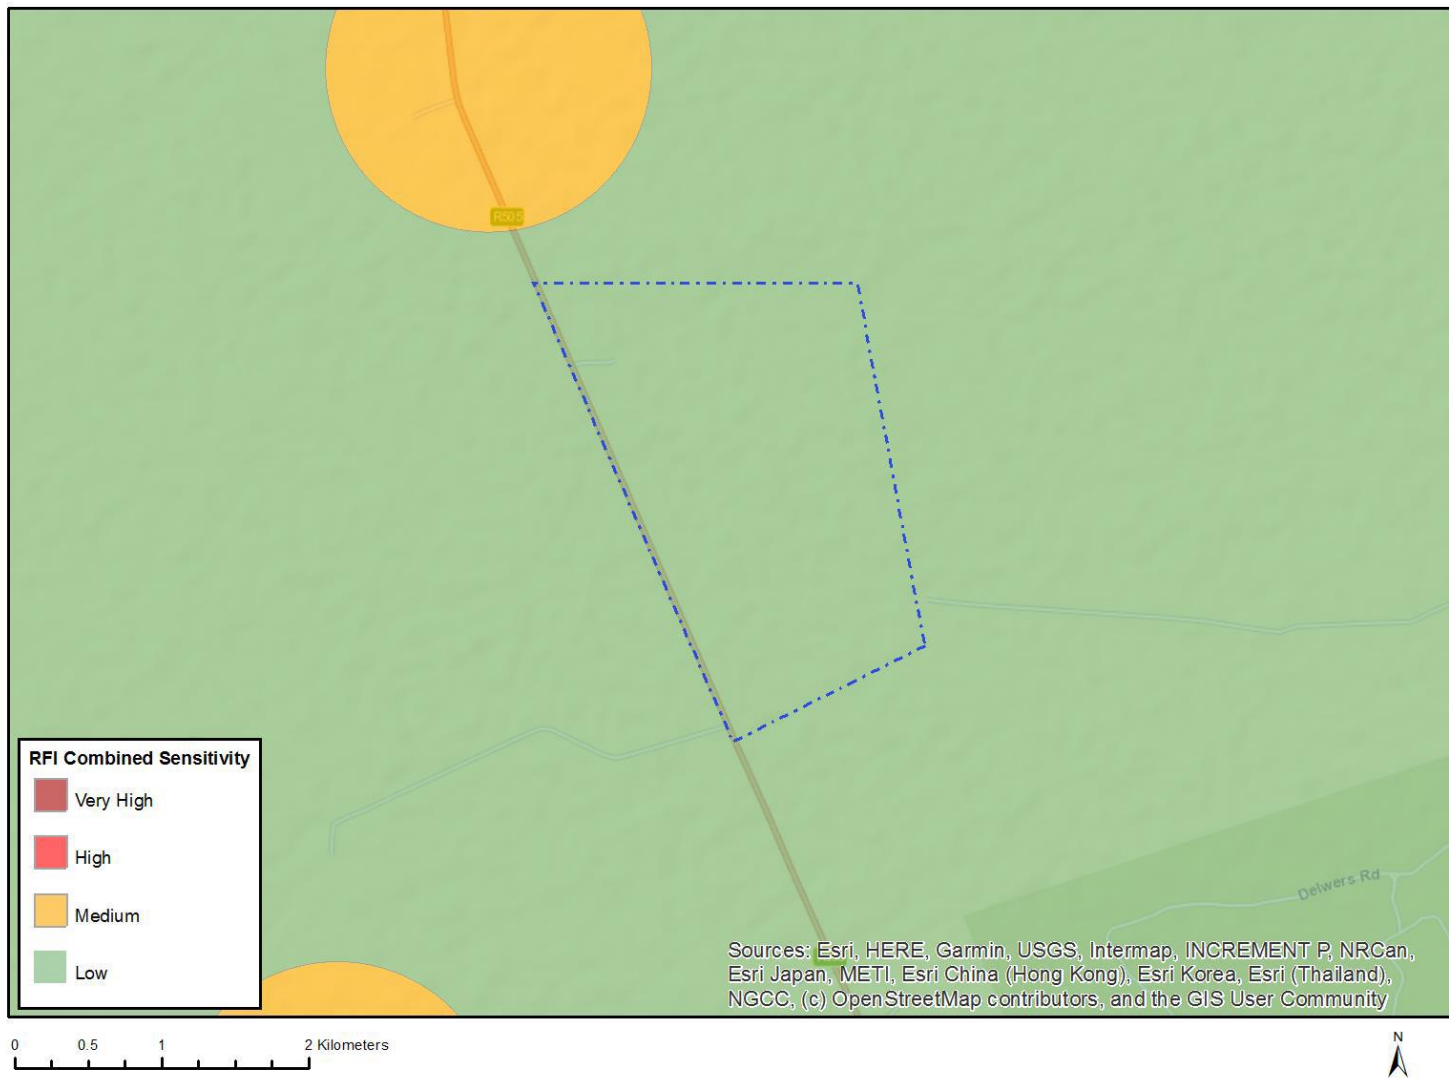 R505
RFI Combined Sensitivity
Very High
High
Medium
Low
Delwers Rd
Sources: Esri, HERE, Garmin, USGS, Intermap, INCREMENT P, NRCan,
Esri Japan, METI, Esri China (Hong Kong), Esri Korea, Esri (Thailand),
NGCC, (c) OpenStreetMap contributors, and the GIS User Community
0 0.5 1 2 Kilometers
N